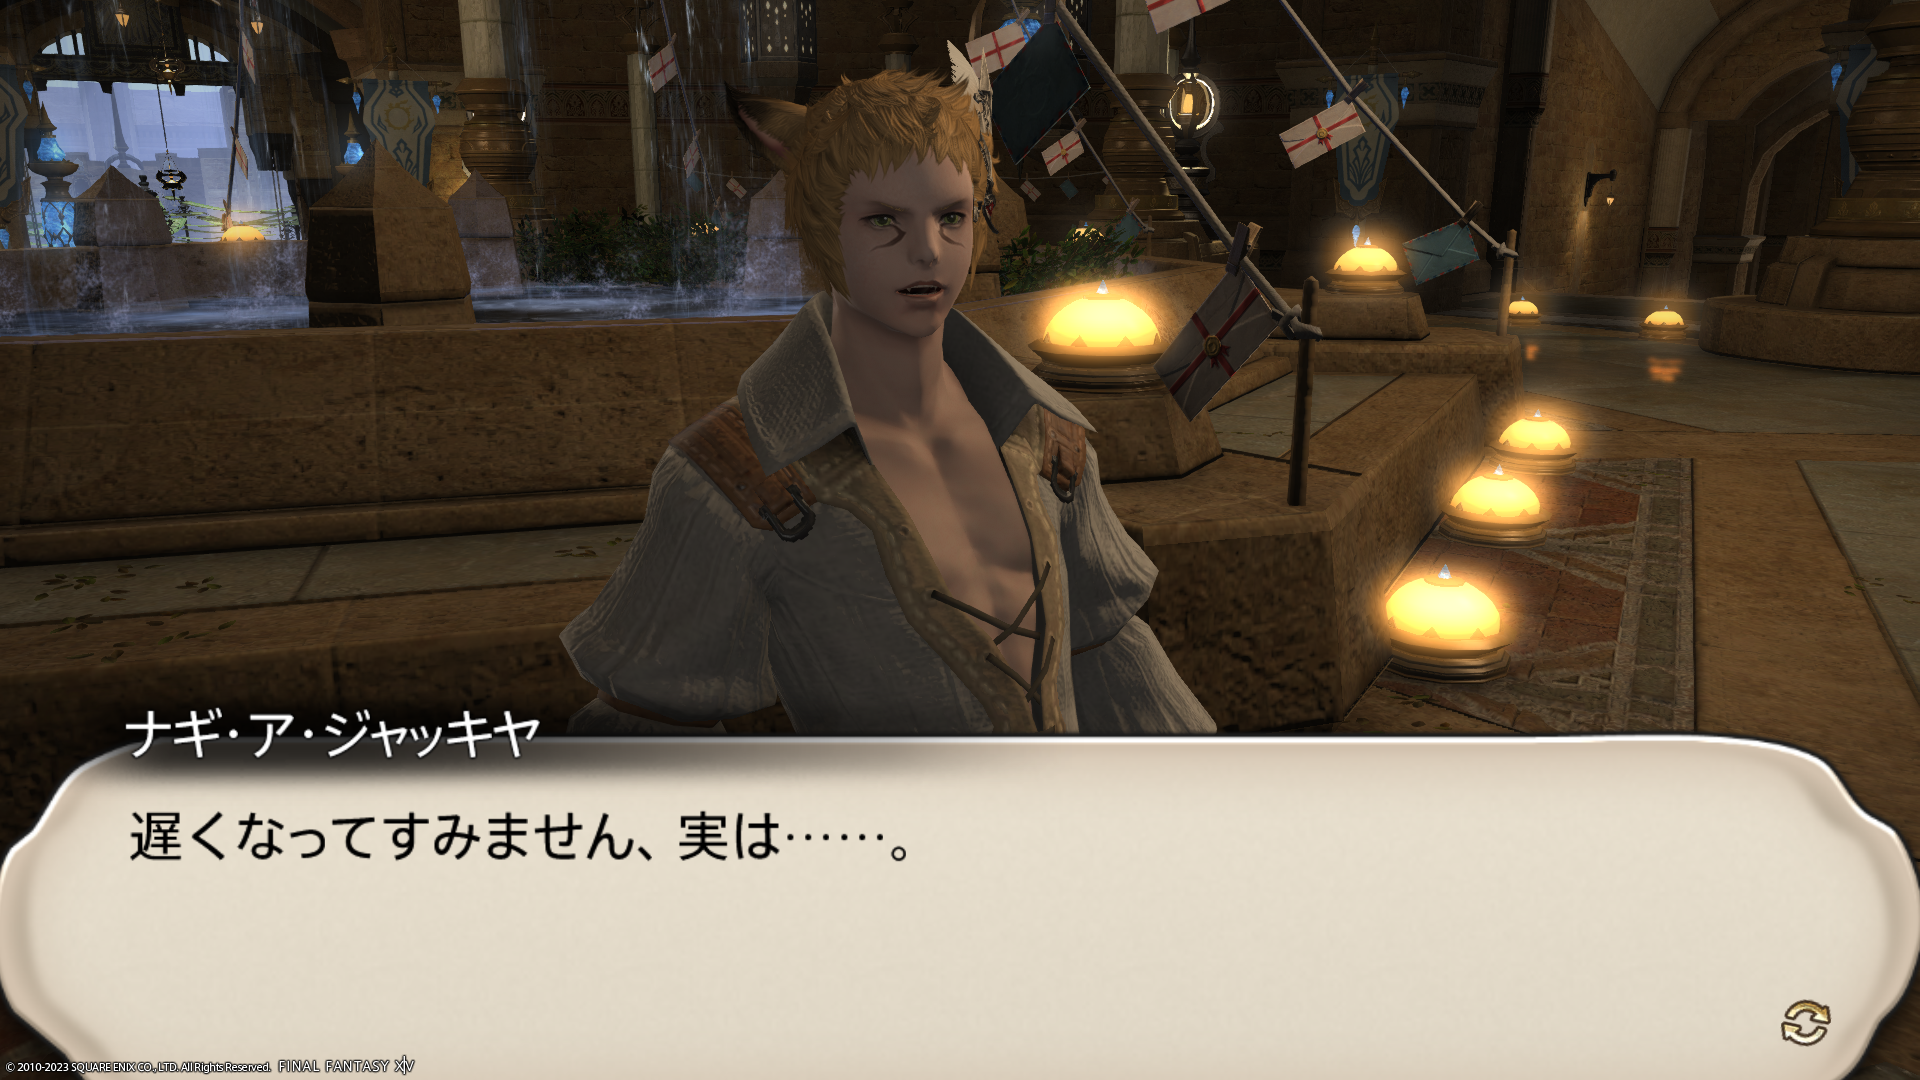 ナギ・ア・ジャッキヤ
遅くなってすみません、実は……。
© 2010-2023 SQUARE ENIX CO., LTD. All Rights Reserved. FINAL FANTASY XIV